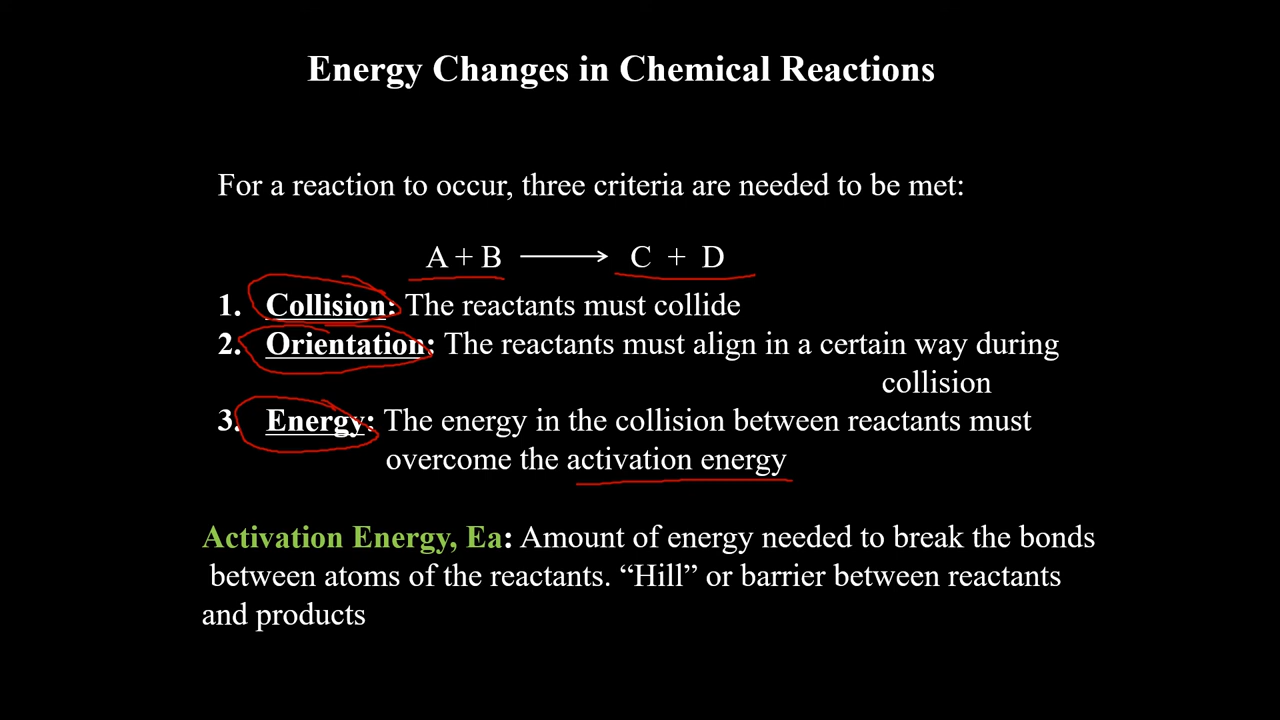 Energy Changes in Chemical Reactions
For a reaction to occur, three criteria are needed to be met:
A + B ⟶ C + D
1. Collision: The reactants must collide
2. Orientation: The reactants must align in a certain way during
collision
3. Energy: The energy in the collision between reactants must
overcome the activation energy
Activation Energy, Ea: Amount of energy needed to break the bonds
between atoms of the reactants. “Hill” or barrier between reactants
and products